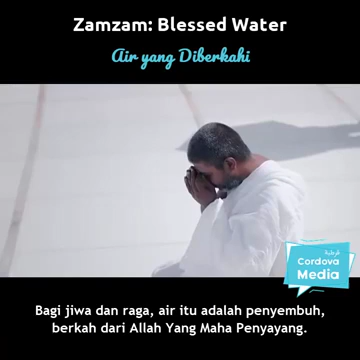 Zamzam: Blessed Water
Air yang Diberkahi
قرطبة
Cordova
Media
Bagi jiwa dan raga, air itu adalah penyembuh,
berkah dari Allah Yang Maha Penyayang.